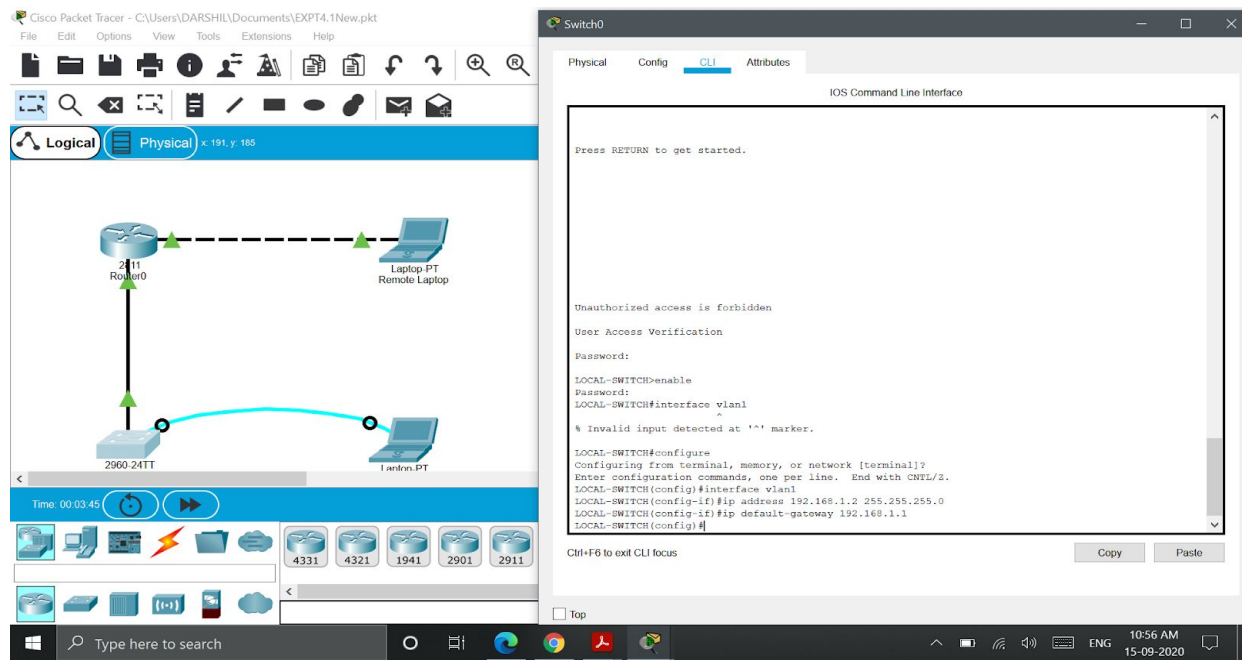 Cisco Packet Tracer - C:\Users\DARSHIL\Documents\EXPT4.1New.pkt
File Edit Options View Tools Extensions Help
Logical
Physical
x: 191, y: 185
2811
Router0
Laptop-PT
Remote Laptop
2960-24TT
Laptop-PT
Time: 00:03:45
4331 4321 1941 2901 2911
Switch0
Physical Config CLI Attributes
IOS Command Line Interface
Press RETURN to get started.
Unauthorized access is forbidden
User Access Verification
Password:
LOCAL-SWITCH>enable
Password:
LOCAL-SWITCH#interface vlan1
^
% Invalid input detected at '^' marker.
LOCAL-SWITCH#configure
Configuring from terminal, memory, or network [terminal]?
Enter configuration commands, one per line. End with CNTL/Z.
LOCAL-SWITCH(config)#interface vlan1
LOCAL-SWITCH(config-if)#ip address 192.168.1.2 255.255.255.0
LOCAL-SWITCH(config-if)#ip default-gateway 192.168.1.1
LOCAL-SWITCH(config)#
Ctrl+F6 to exit CLI focus
Copy Paste
Top
Type here to search
ENG
10:56 AM
15-09-2020